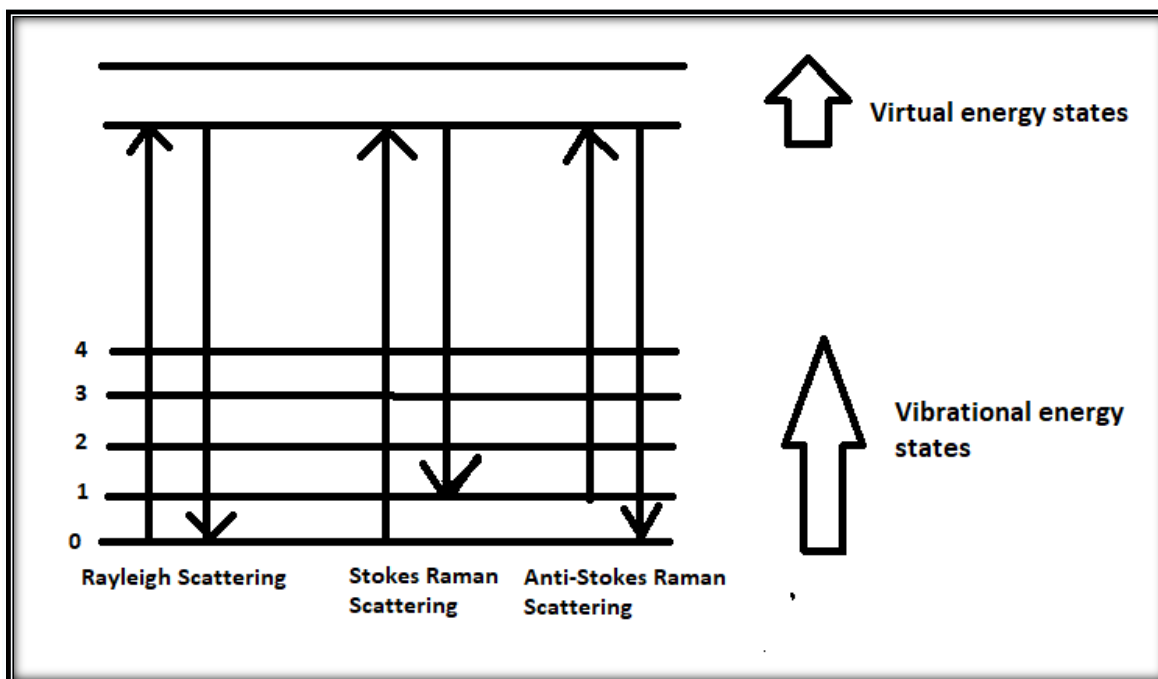 Virtual energy states
4
3
2
1
0
Vibrational energy
states
Rayleigh Scattering
Stokes Raman
Scattering
Anti-Stokes Raman
Scattering